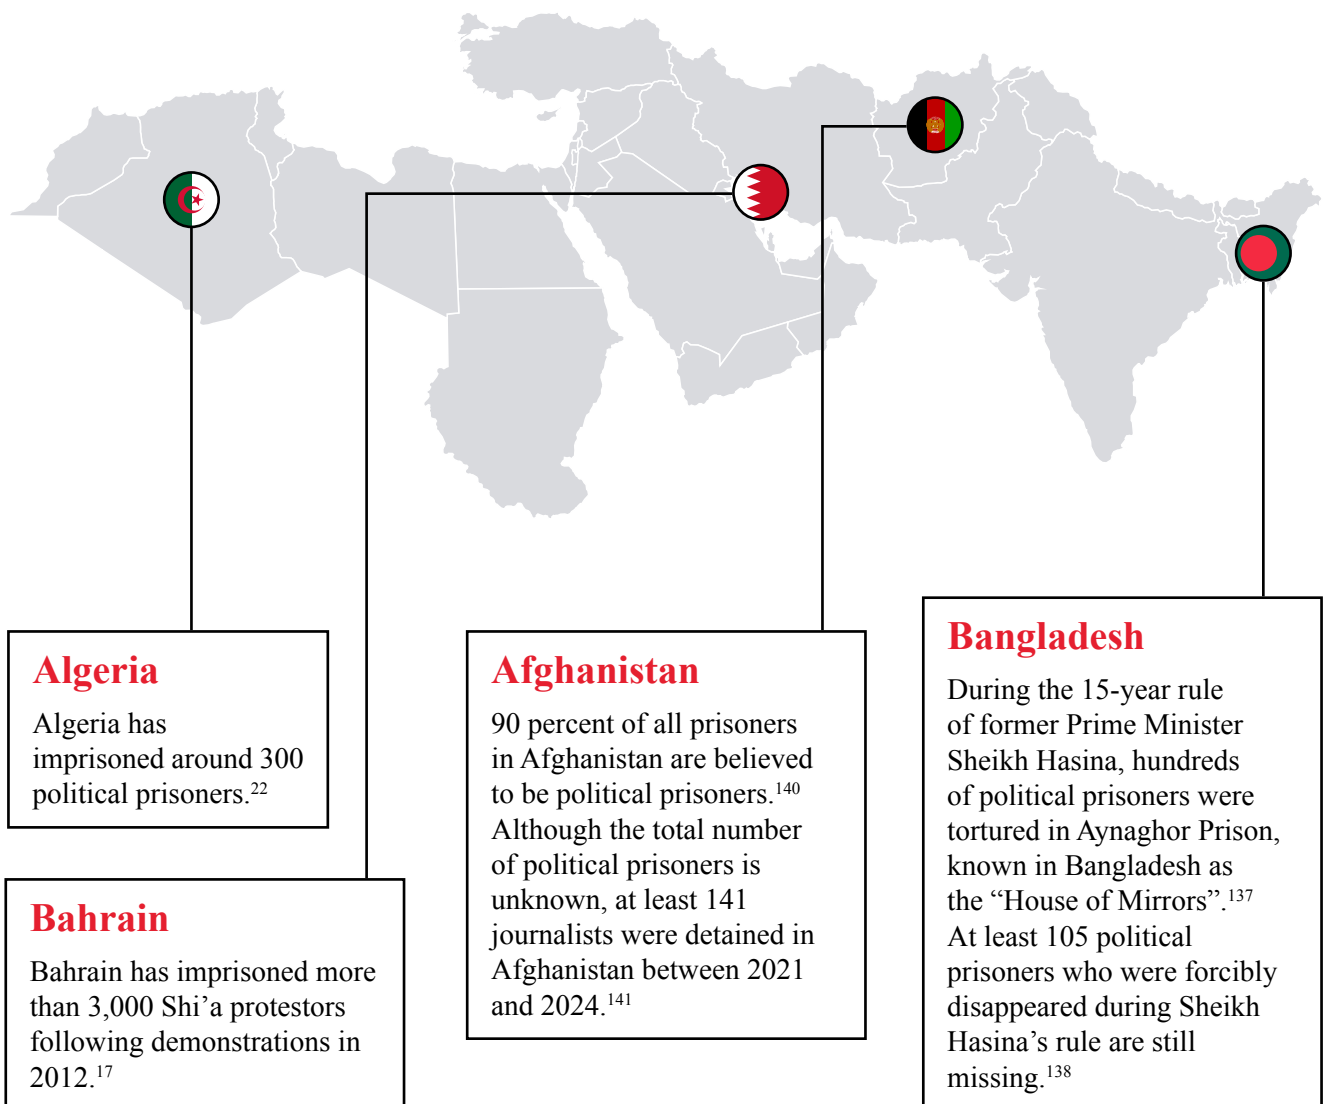 Algeria
Algeria has
imprisoned around 300
political prisoners.22
Bahrain
Bahrain has imprisoned more
than 3,000 Shi’a protestors
following demonstrations in
2012.17
Afghanistan
90 percent of all prisoners
in Afghanistan are believed
to be political prisoners.140
Although the total number
of political prisoners is
unknown, at least 141
journalists were detained in
Afghanistan between 2021
and 2024.141
Bangladesh
During the 15-year rule
of former Prime Minister
Sheikh Hasina, hundreds
of political prisoners were
tortured in Aynaghor Prison,
known in Bangladesh as
the “House of Mirrors”.137
At least 105 political
prisoners who were forcibly
disappeared during Sheikh
Hasina’s rule are still
missing.138